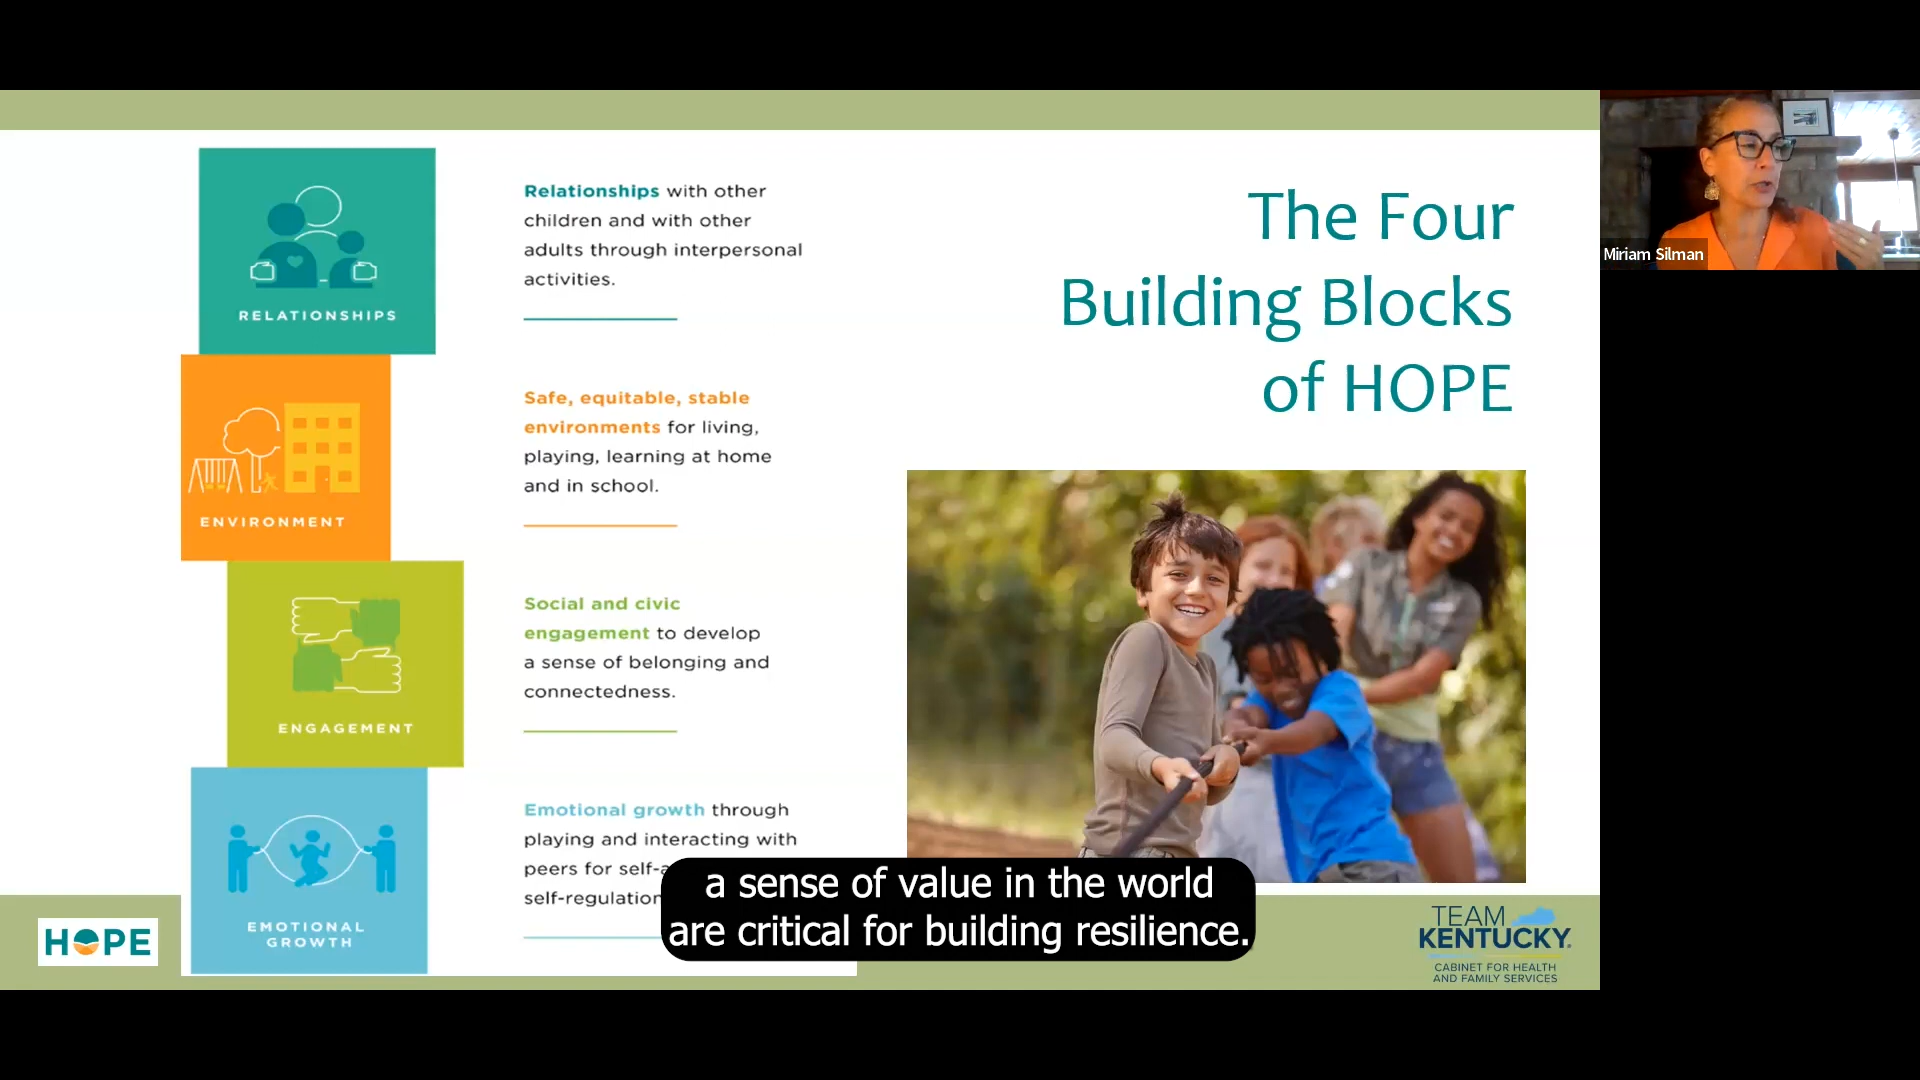 RELATIONSHIPS
Relationships with other
children and with other
adults through interpersonal
activities.
ENVIRONMENT
Safe, equitable, stable
environments for living,
playing, learning at home
and in school.
ENGAGEMENT
Social and civic
engagement to develop
a sense of belonging and
connectedness.
EMOTIONAL
GROWTH
Emotional growth through
playing and interacting with
peers for
self-regulation
The Four
Building Blocks
of HOPE
Miriam Silman
a sense of value in the world
are critical for building resilience.
HOPE
TEAM
KENTUCKY
CABINET FOR HEALTH
AND FAMILY SERVICES